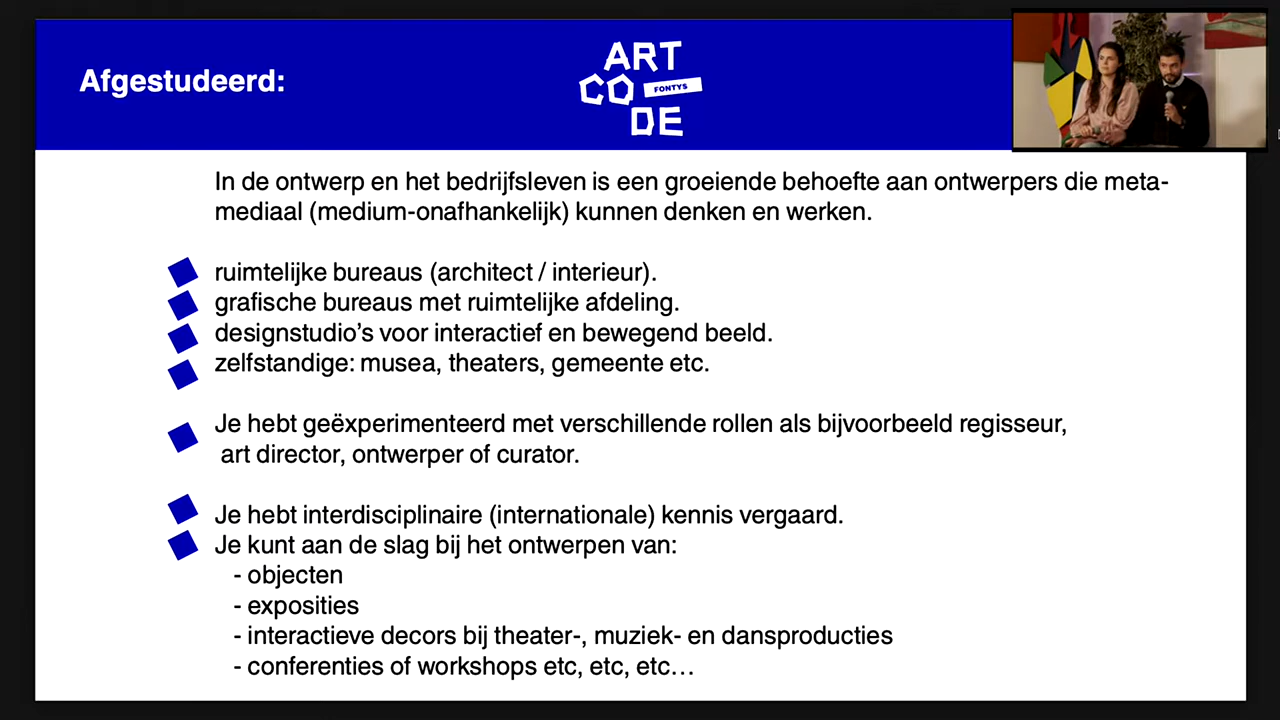 Afgestudeerd:
ART
CO FONTYS
DE
In de ontwerp en het bedrijfsleven is een groeiende behoefte aan ontwerpers die meta-
mediaal (medium-onafhankelijk) kunnen denken en werken.
ruimtelijke bureaus (architect / interieur).
grafische bureaus met ruimtelijke afdeling.
designstudio's voor interactief en bewegend beeld.
zelfstandige: musea, theaters, gemeente etc.
Je hebt geëxperimenteerd met verschillende rollen als bijvoorbeeld regisseur,
art director, ontwerper of curator.
Je hebt interdisciplinaire (internationale) kennis vergaard.
Je kunt aan de slag bij het ontwerpen van:
- objecten
- exposities
- interactieve decors bij theater-, muziek- en dansproducties
- conferenties of workshops etc, etc, etc…